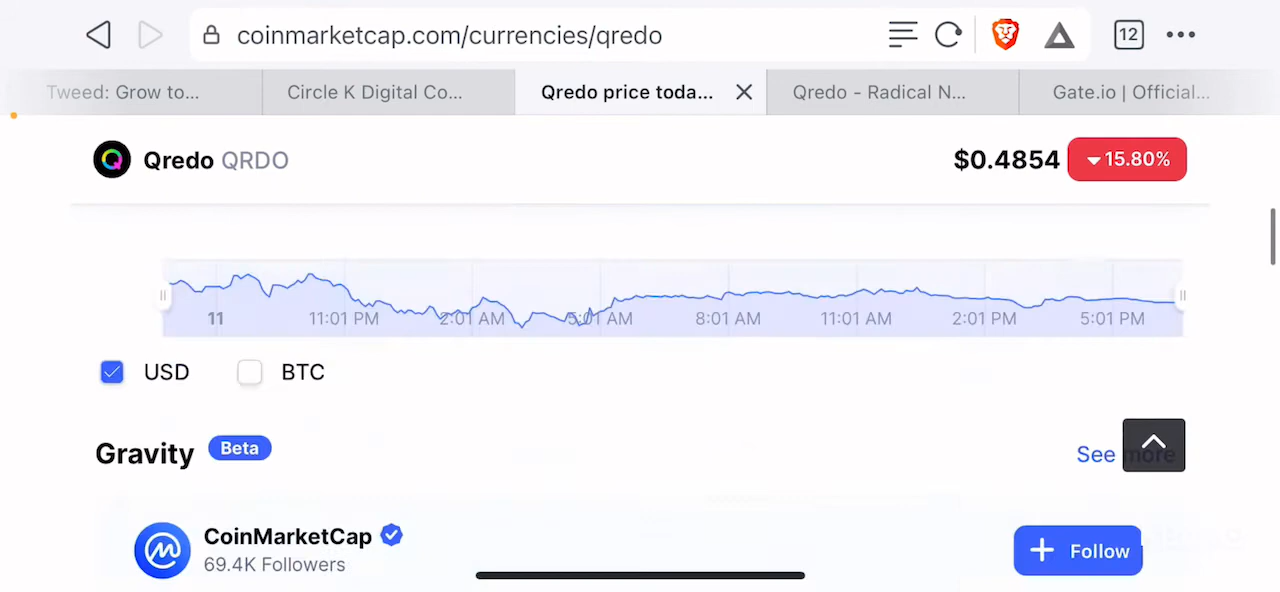 coinmarketcap.com/currencies/qredo
12
Tweed: Grow to...
Circle K Digital Co...
Qredo price toda...
Qredo - Radical N...
Gate.io | Official...
Qredo QRDO
$0.4854
15.80%
11 11:01 PM 2:01 AM 5:01 AM 8:01 AM 11:01 AM 2:01 PM 5:01 PM
USD BTC
Gravity Beta
See more
CoinMarketCap
69.4K Followers
Follow